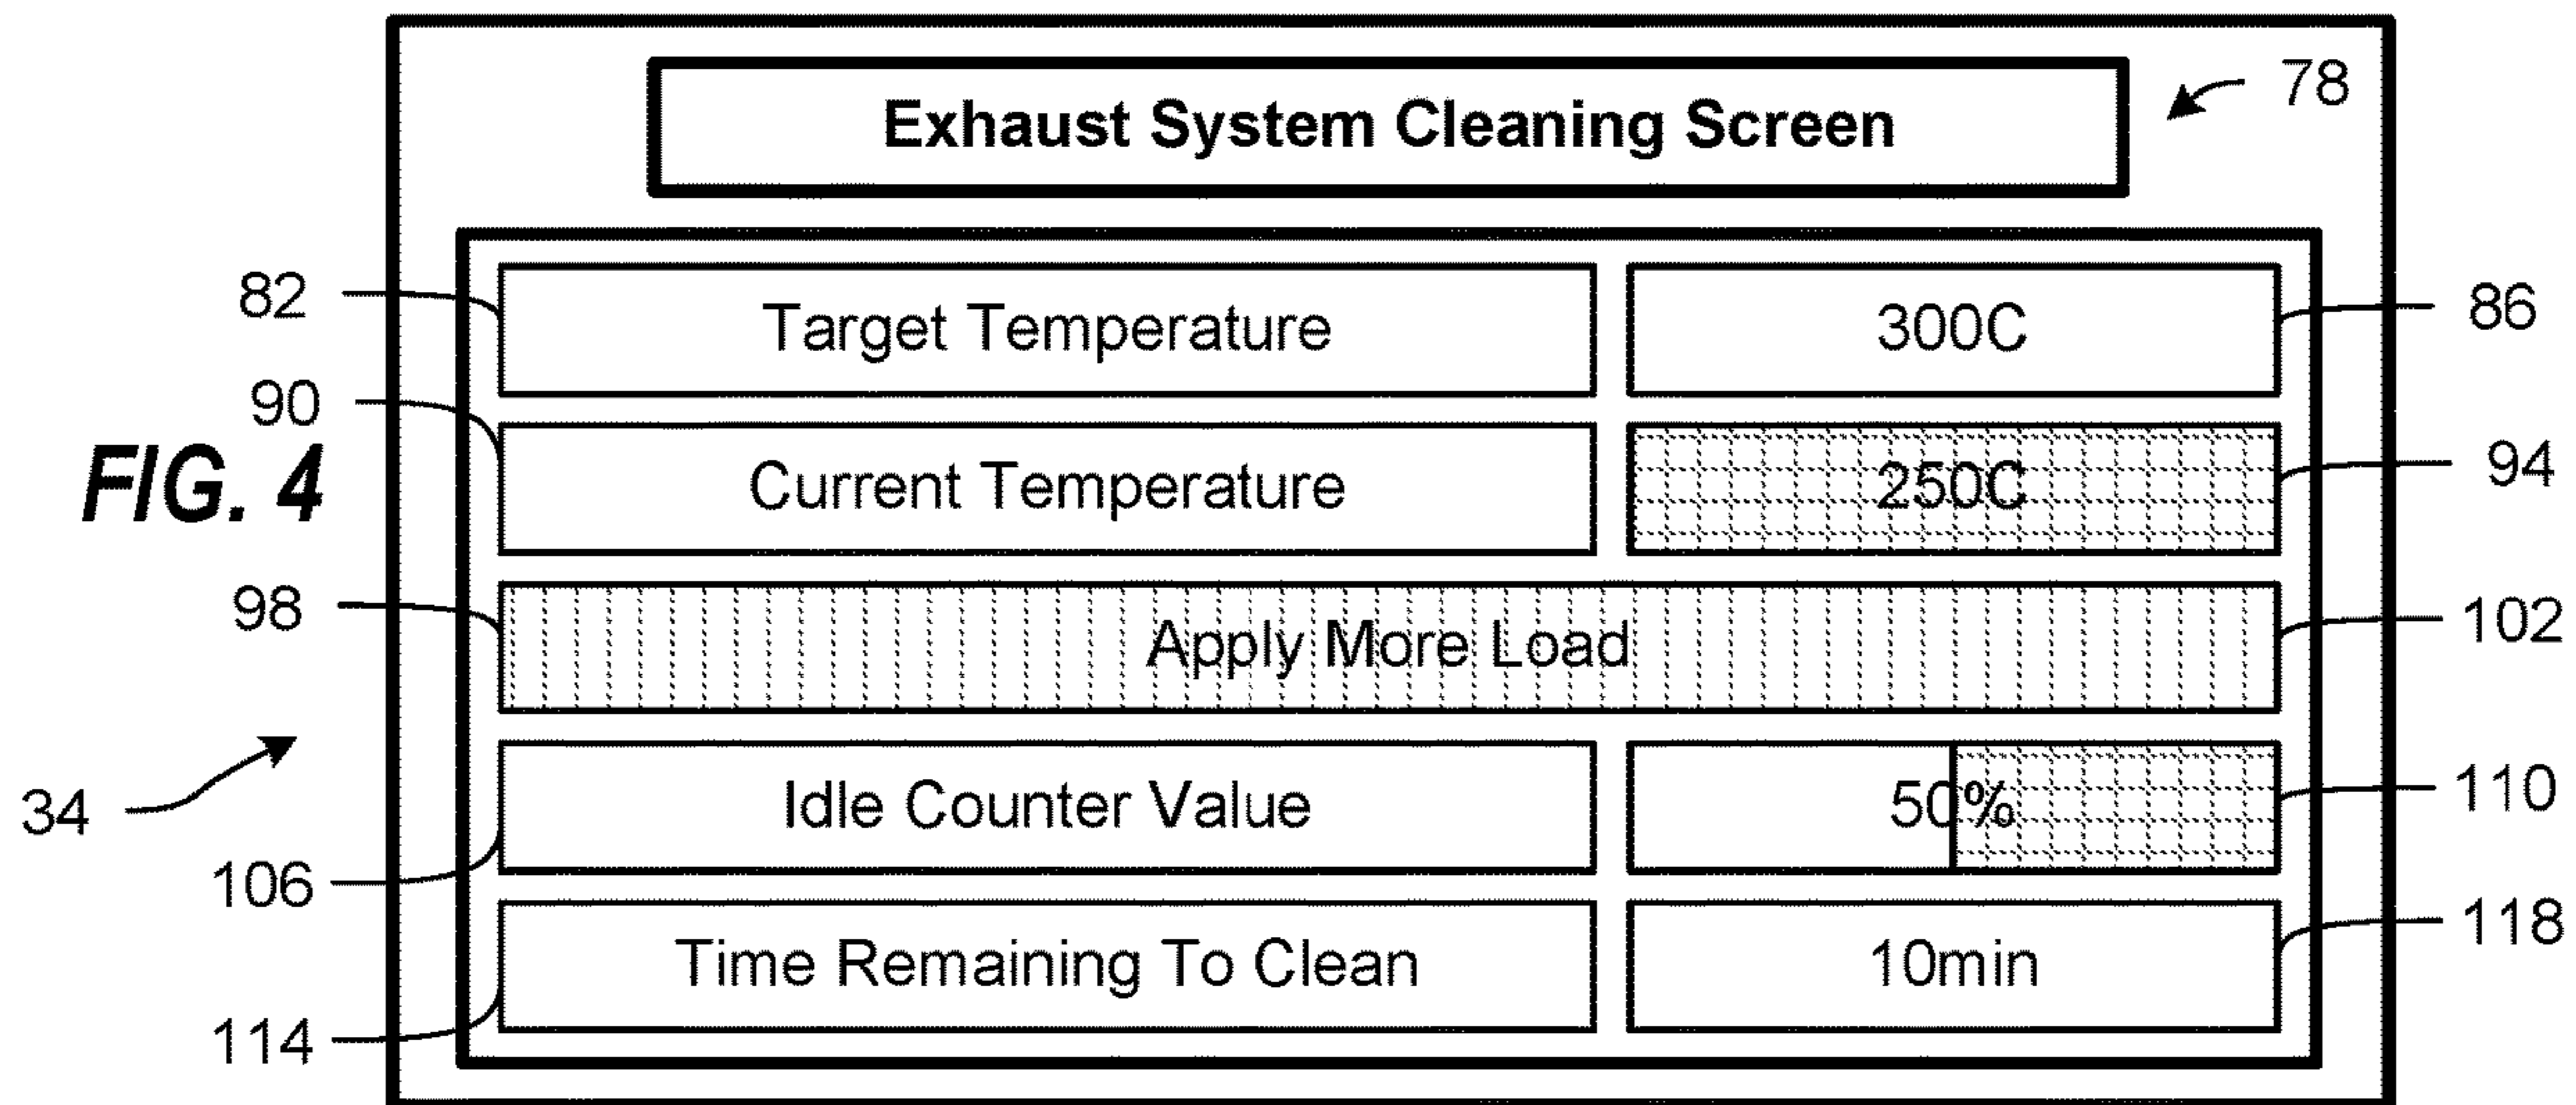 Exhaust System Cleaning Screen 78
82 Target Temperature 300C 86
90
FIG. 4 Current Temperature 250C 94
98 Apply More Load 102
34 Idle Counter Value 50% 110
106
Time Remaining To Clean 10min 118
114